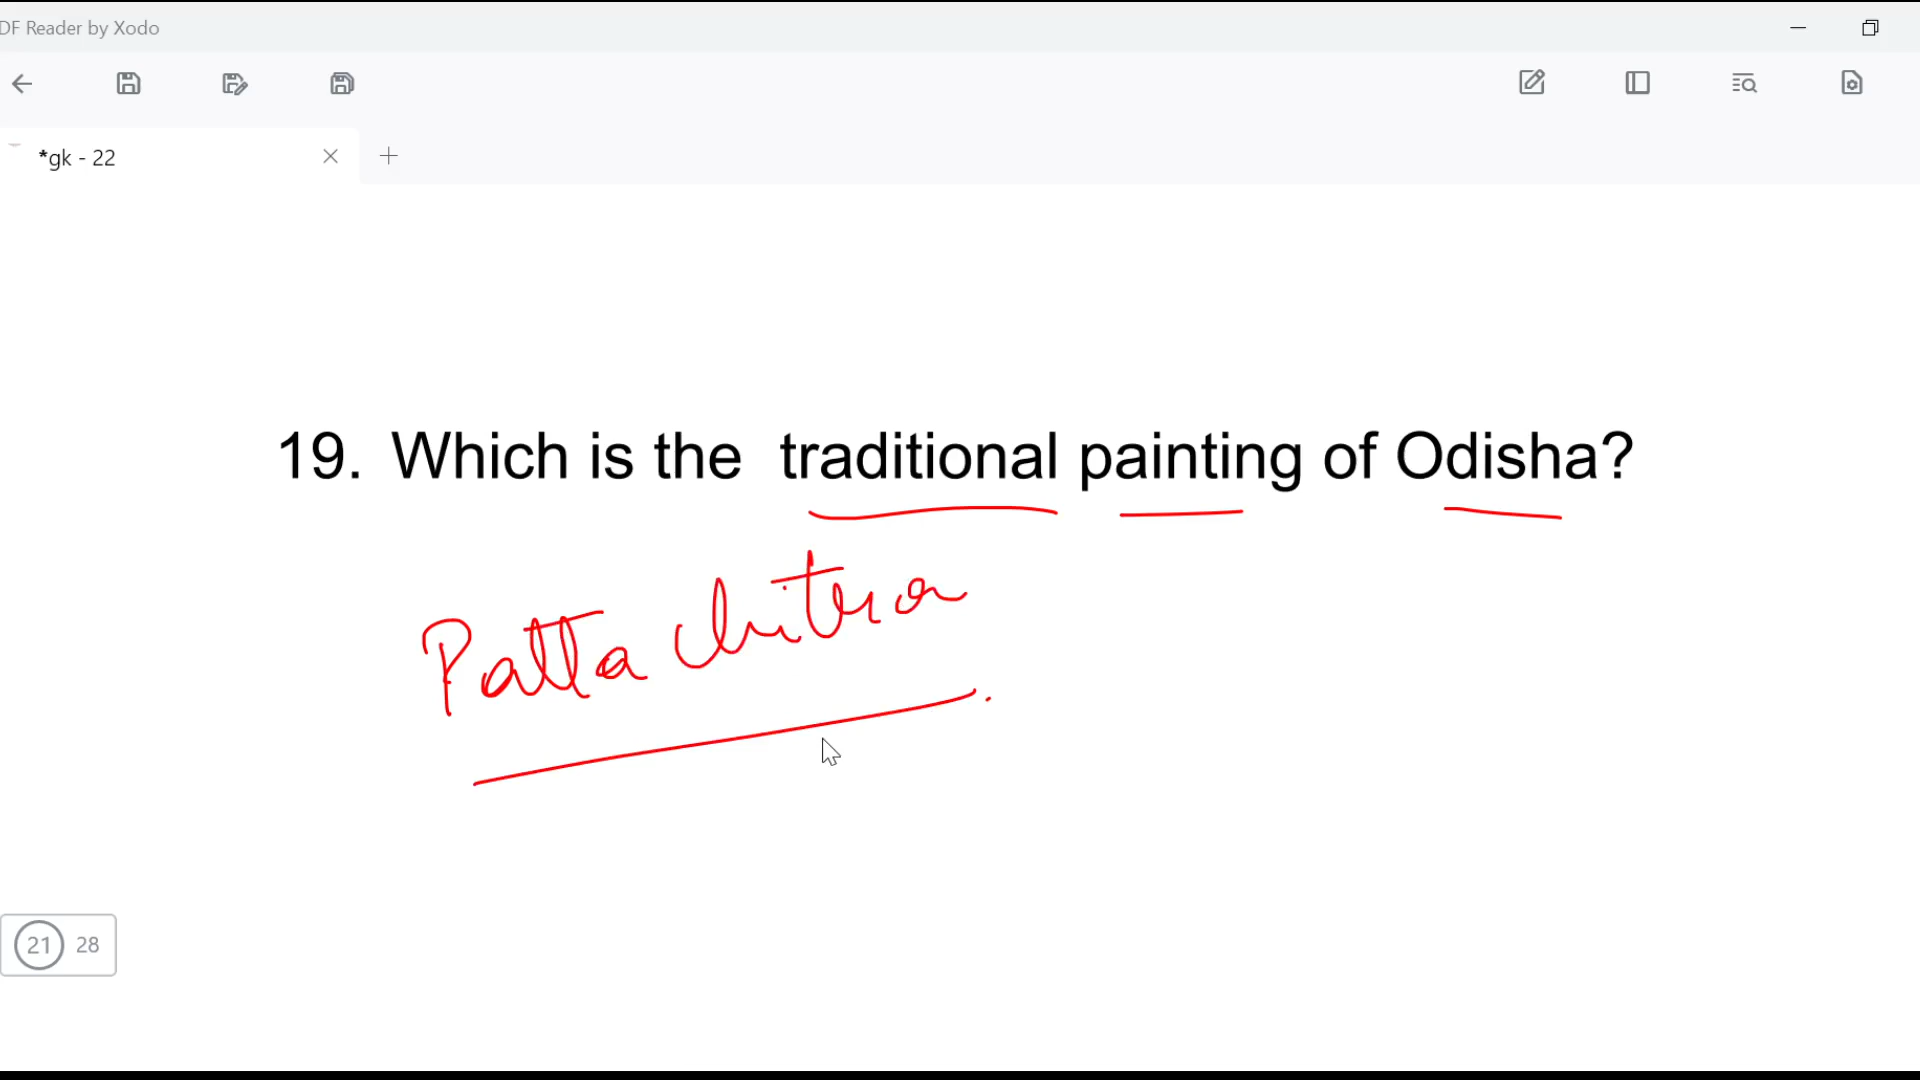 DF Reader by Xodo
*gk - 22
19. Which is the traditional painting of Odisha?
Patta chitra
21 28